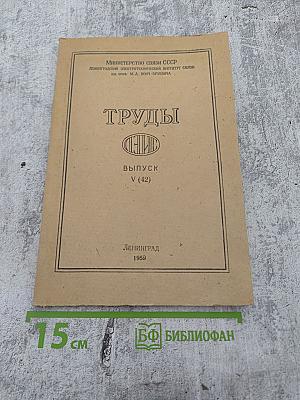 Министерство связи СССР
Ленинградский электротехнический институт связи
им. проф. М. А. Бонч-Бруевича
ТРУДЫ
ЛЭИС
ВЫПУСК
V (42)
Ленинград
1959
15 см
БФ БИБЛИОФАН